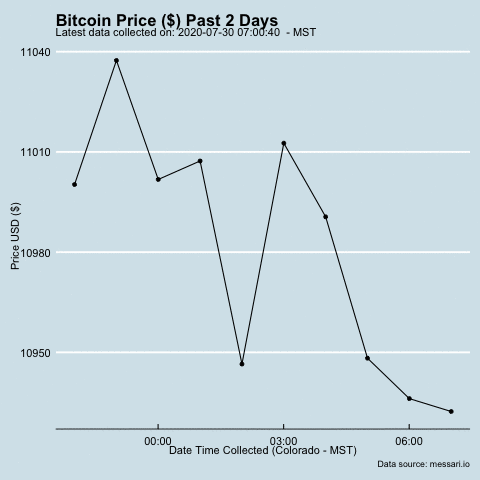 Bitcoin Price ($) Past 2 Days
Latest data collected on: 2020-07-30 07:00:40 - MST
11040
11010
10980
10950
Price USD ($)
00:00
03:00
06:00
Date Time Collected (Colorado - MST)
Data source: messari.io